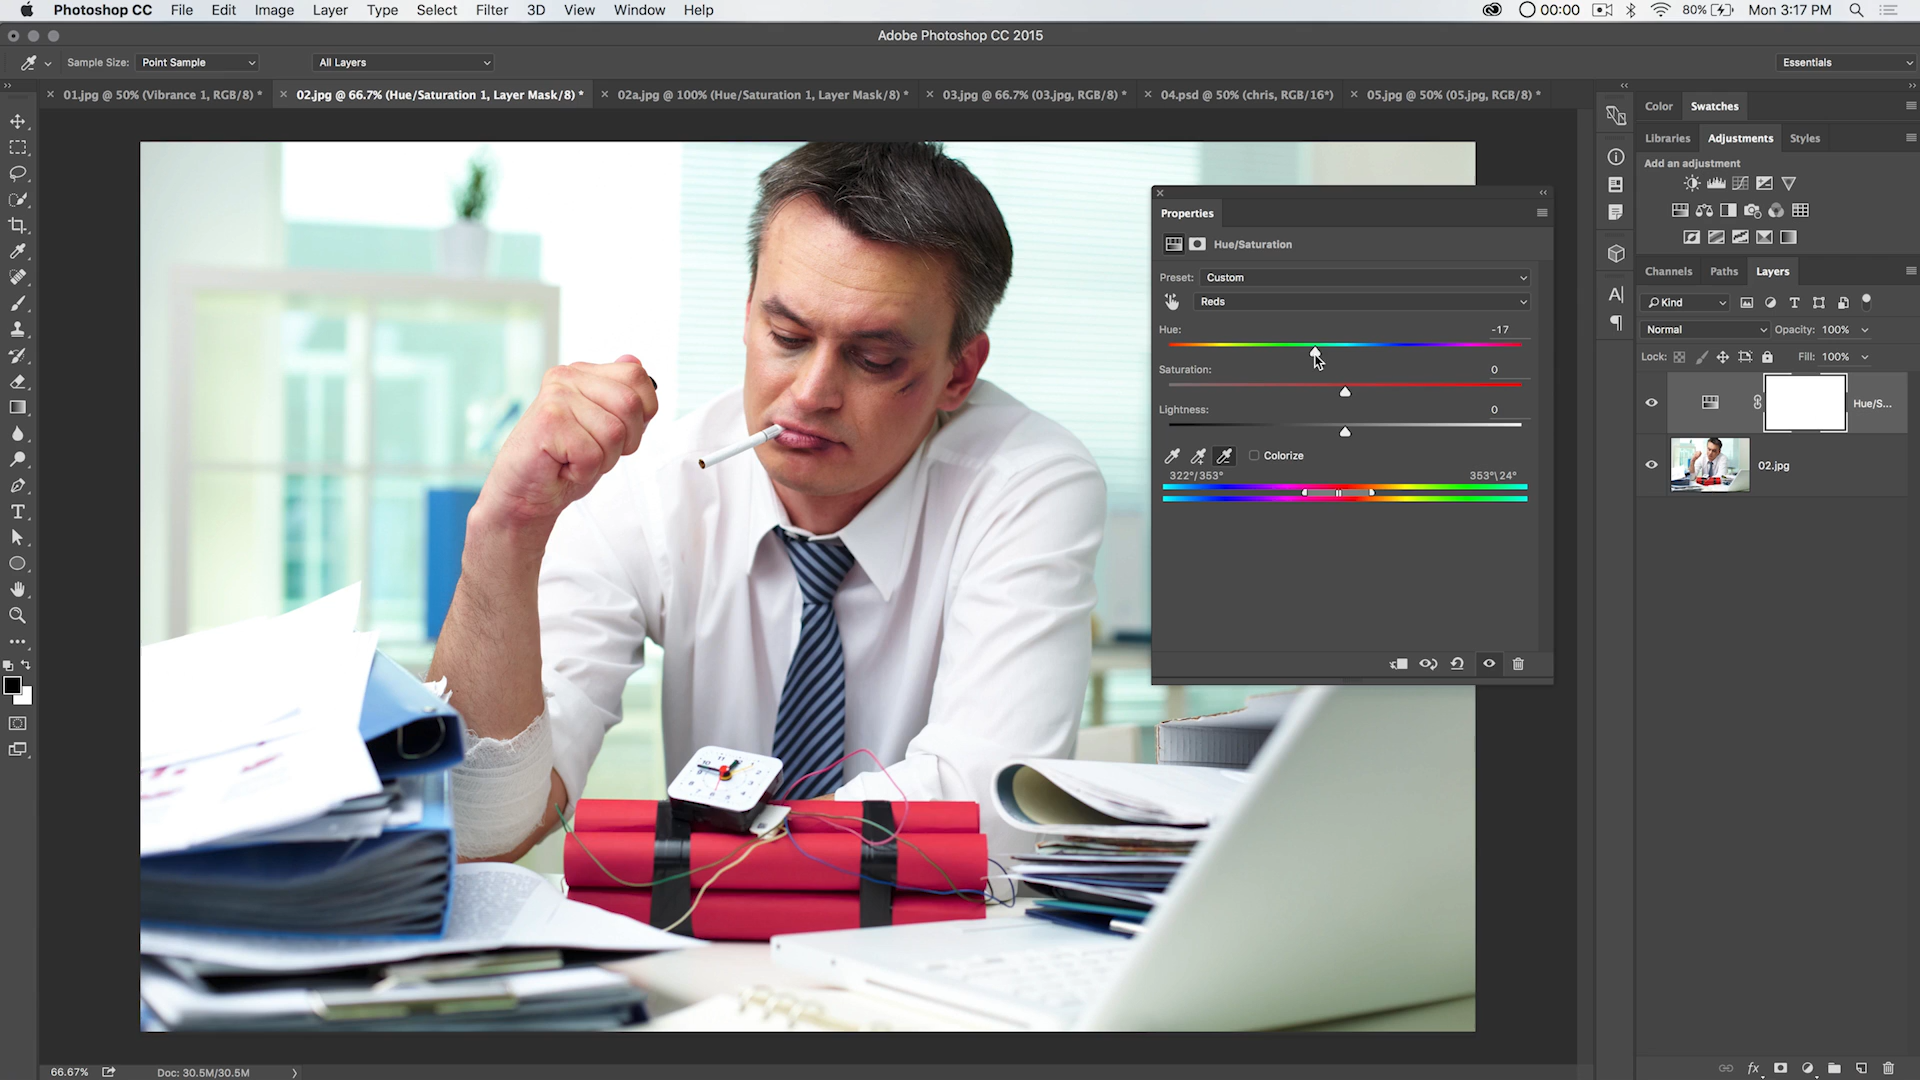 Photoshop CC File Edit Image Layer Type Select Filter 3D View Window Help 00:00 80% Mon 3:17 PM
Adobe Photoshop CC 2015
Sample Size: Point Sample All Layers Essentials
01.jpg @ 50% (Vibrance 1, RGB/8) * 02.jpg @ 66.7% (Hue/Saturation 1, Layer Mask/8) * 02a.jpg @ 100% (Hue/Saturation 1, Layer Mask/8) * 03.jpg @ 66.7% (03.jpg, RGB/8) * 04.psd @ 50% (chris, RGB/16*) 05.jpg @ 50% (05.jpg, RGB/8) *
Color Swatches
Libraries Adjustments Styles
Add an adjustment
Properties
Hue/Saturation
Preset: Custom
Reds
Hue: -17
Saturation: 0
Lightness: 0
Colorize
322°/353° 353°\24°
Channels Paths Layers
Kind
Normal Opacity: 100%
Lock: Fill: 100%
Hue/S...
02.jpg
66.67% Doc: 30.5M/30.5M